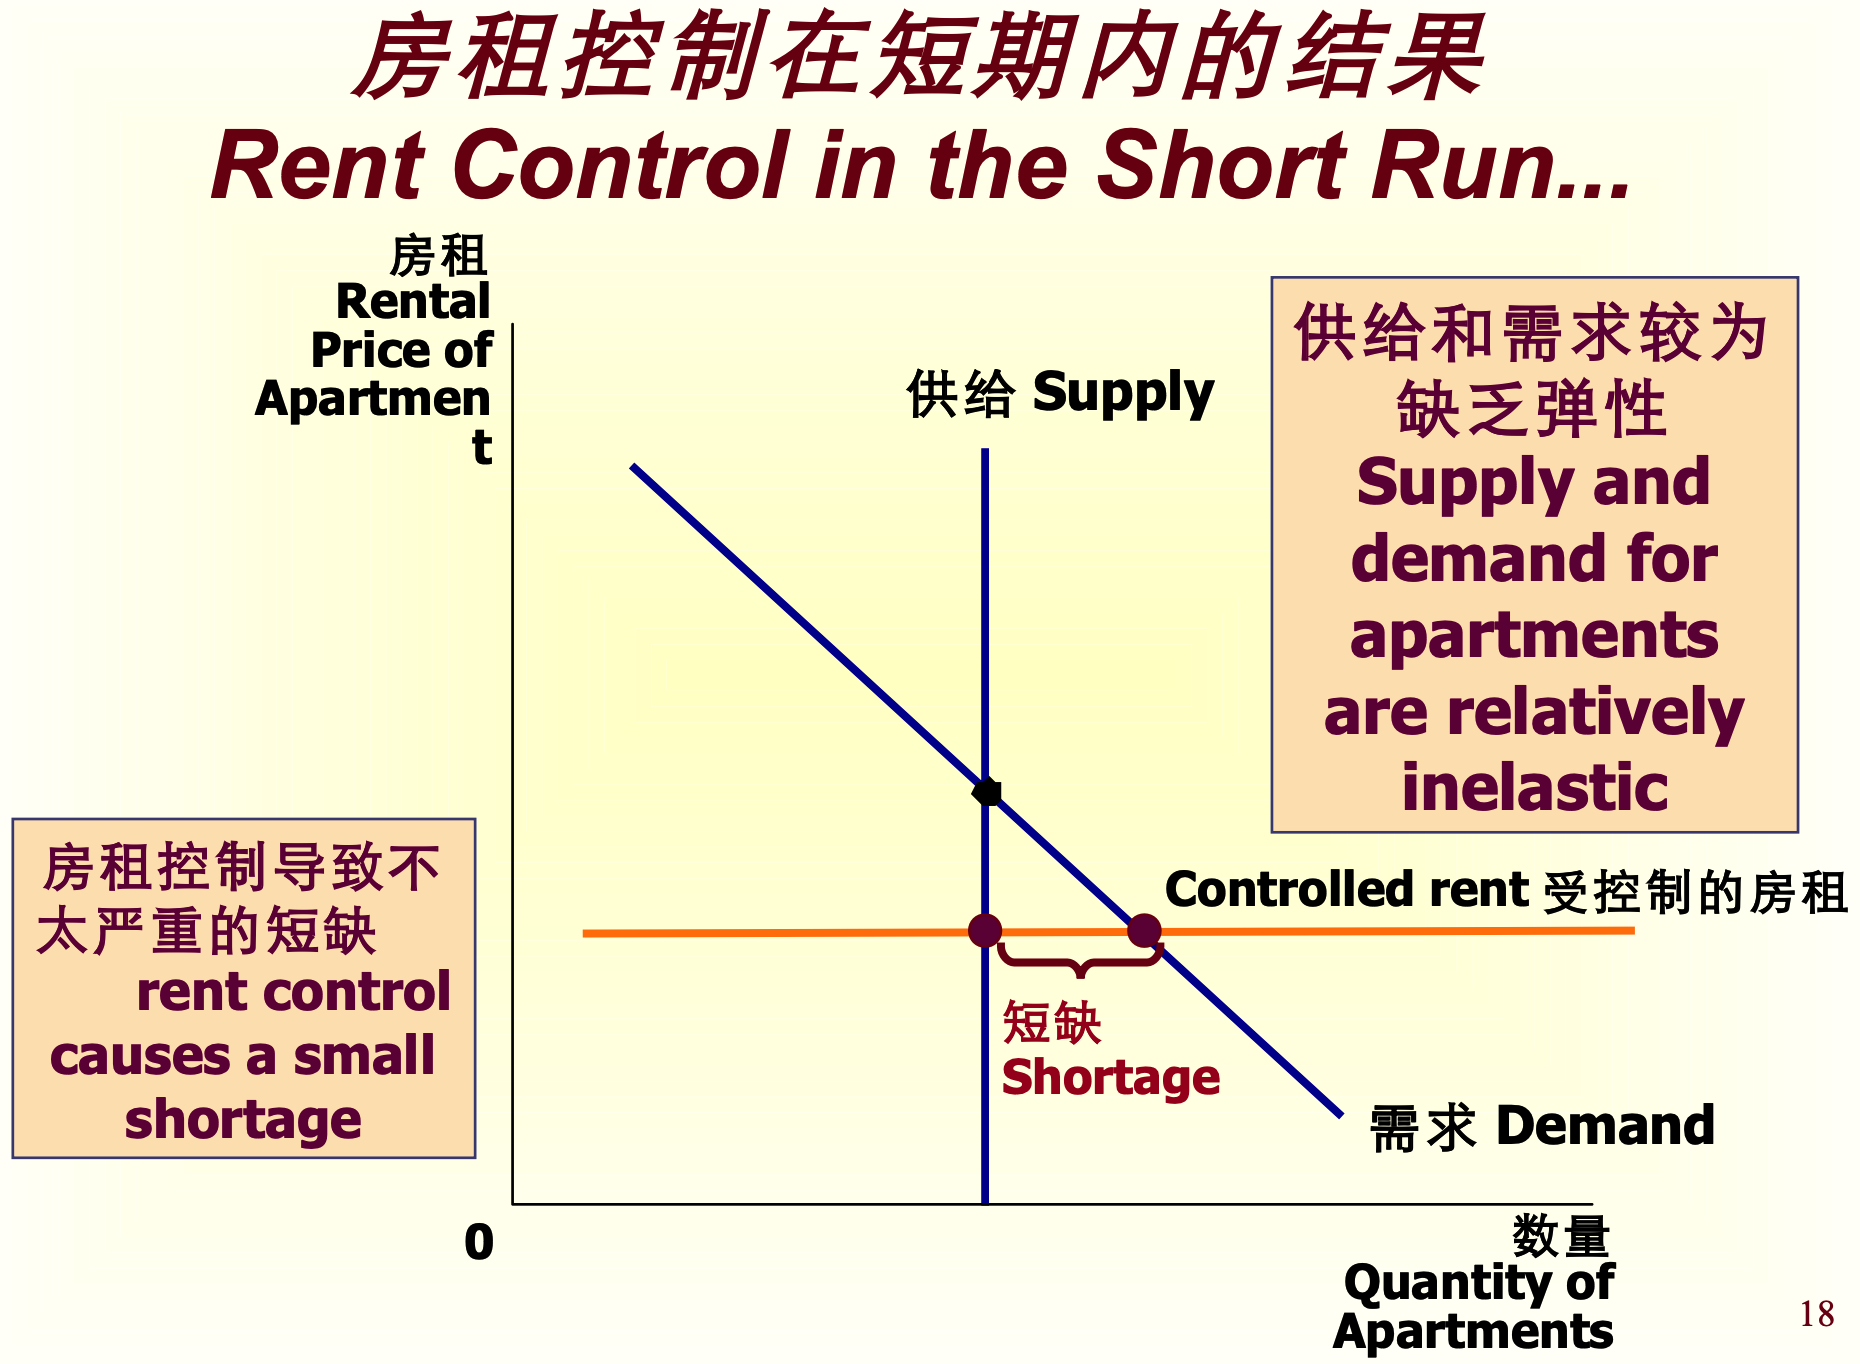 房租控制在短期内的结果
Rent Control in the Short Run...
房租
Rental
Price of
Apartmen
t
供给 Supply
供给和需求较为
缺乏弹性
Supply and
demand for
apartments
are relatively
inelastic
房租控制导致不
太严重的短缺
rent control
causes a small
shortage
Controlled rent 受控制的房租
短缺
Shortage
需求 Demand
0
数量
Quantity of
Apartments
18